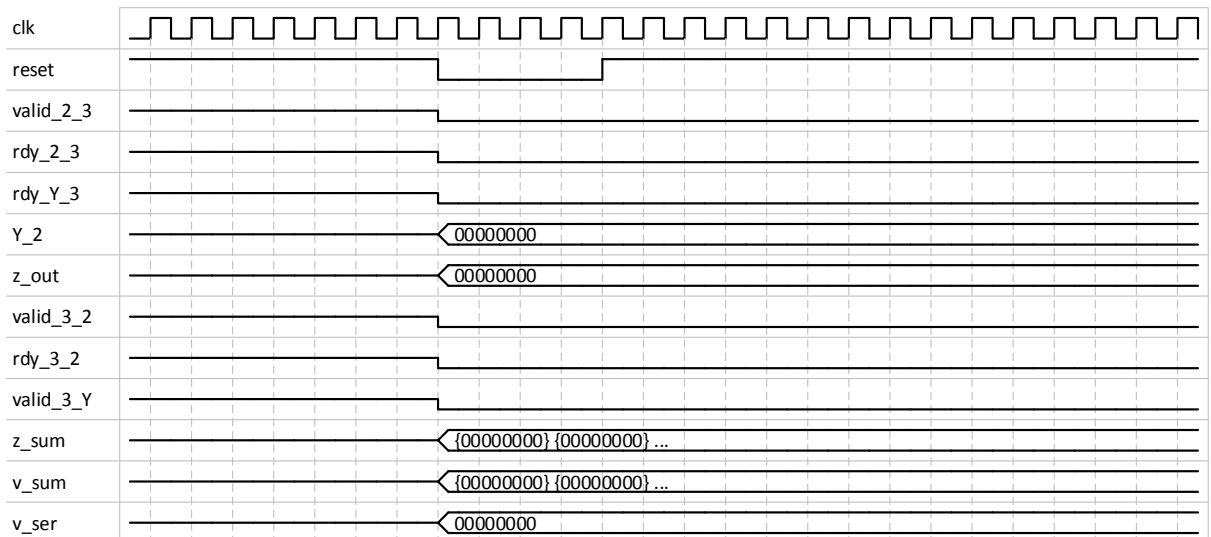 clk
reset
valid_2_3
rdy_2_3
rdy_Y_3
Y_2 00000000
z_out 00000000
valid_3_2
rdy_3_2
valid_3_Y
z_sum {00000000} {00000000} ...
v_sum {00000000} {00000000} ...
v_ser 00000000